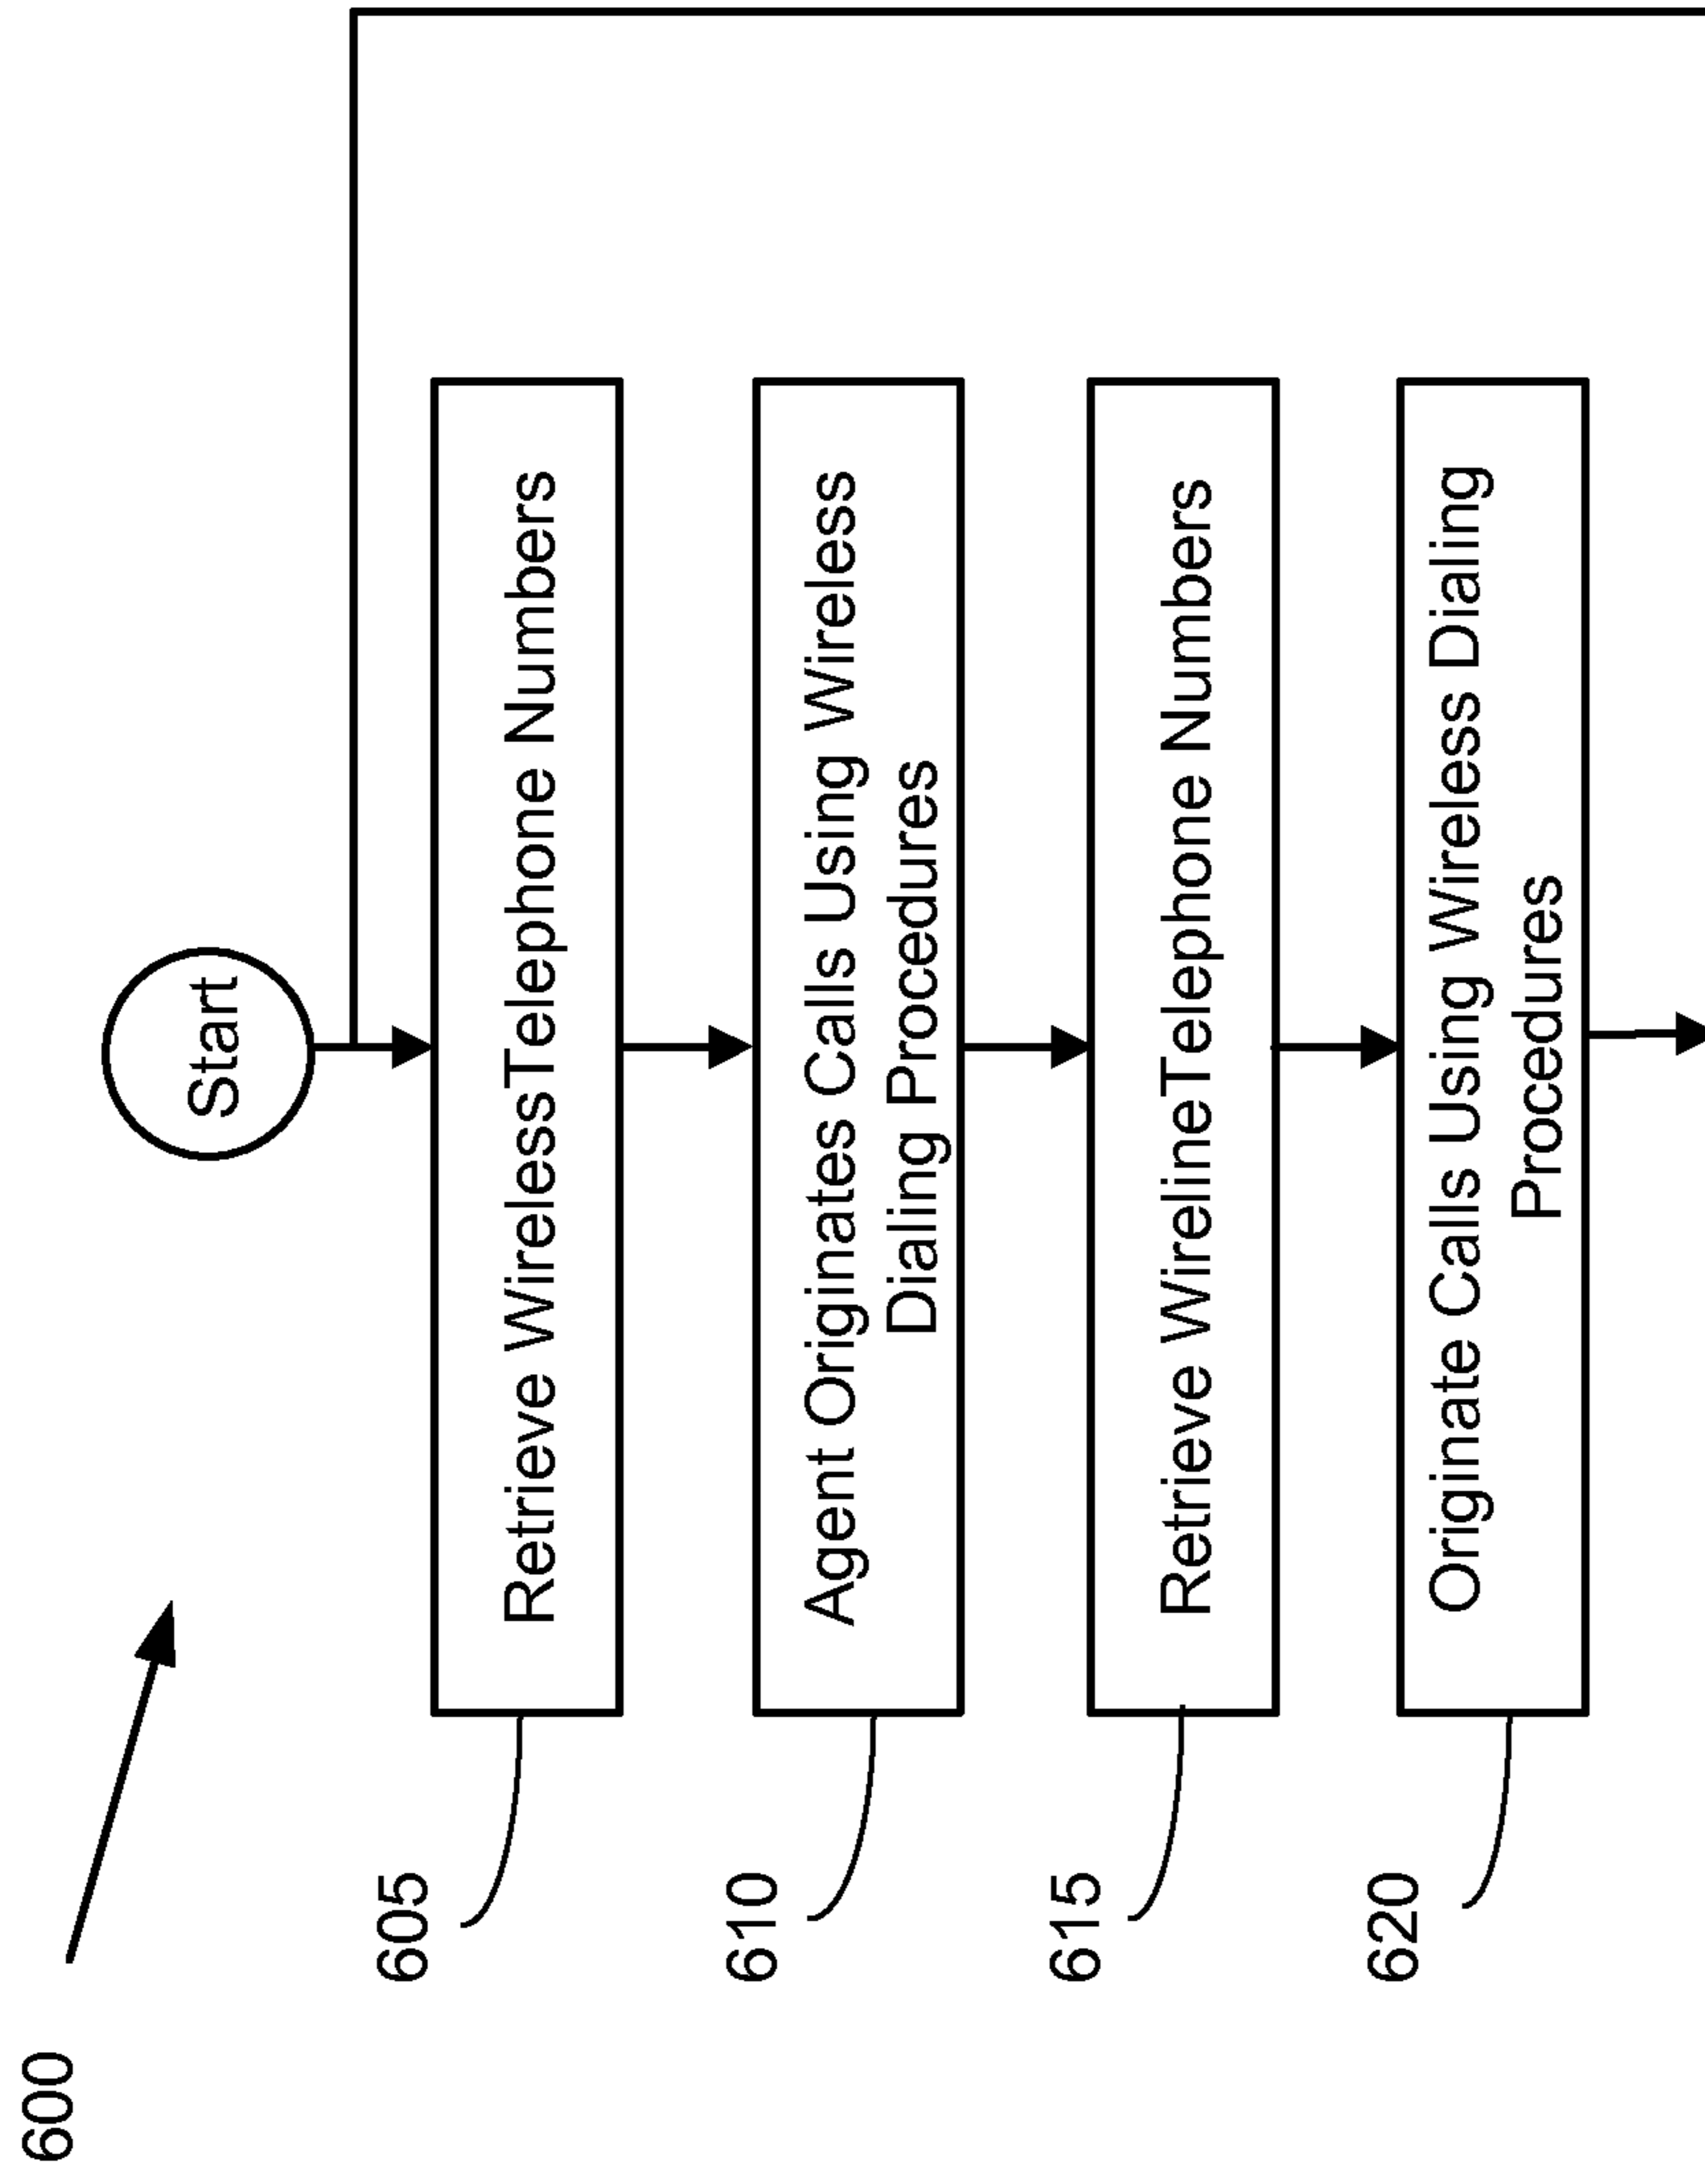 600
Start
605
Retrieve WirelessTelephone Numbers
610
Agent Originates Calls Using Wireless
Dialing Procedures
615
Retrieve WirelineTelephone Numbers
620
Originate Calls Using Wireless Dialing
Procedures